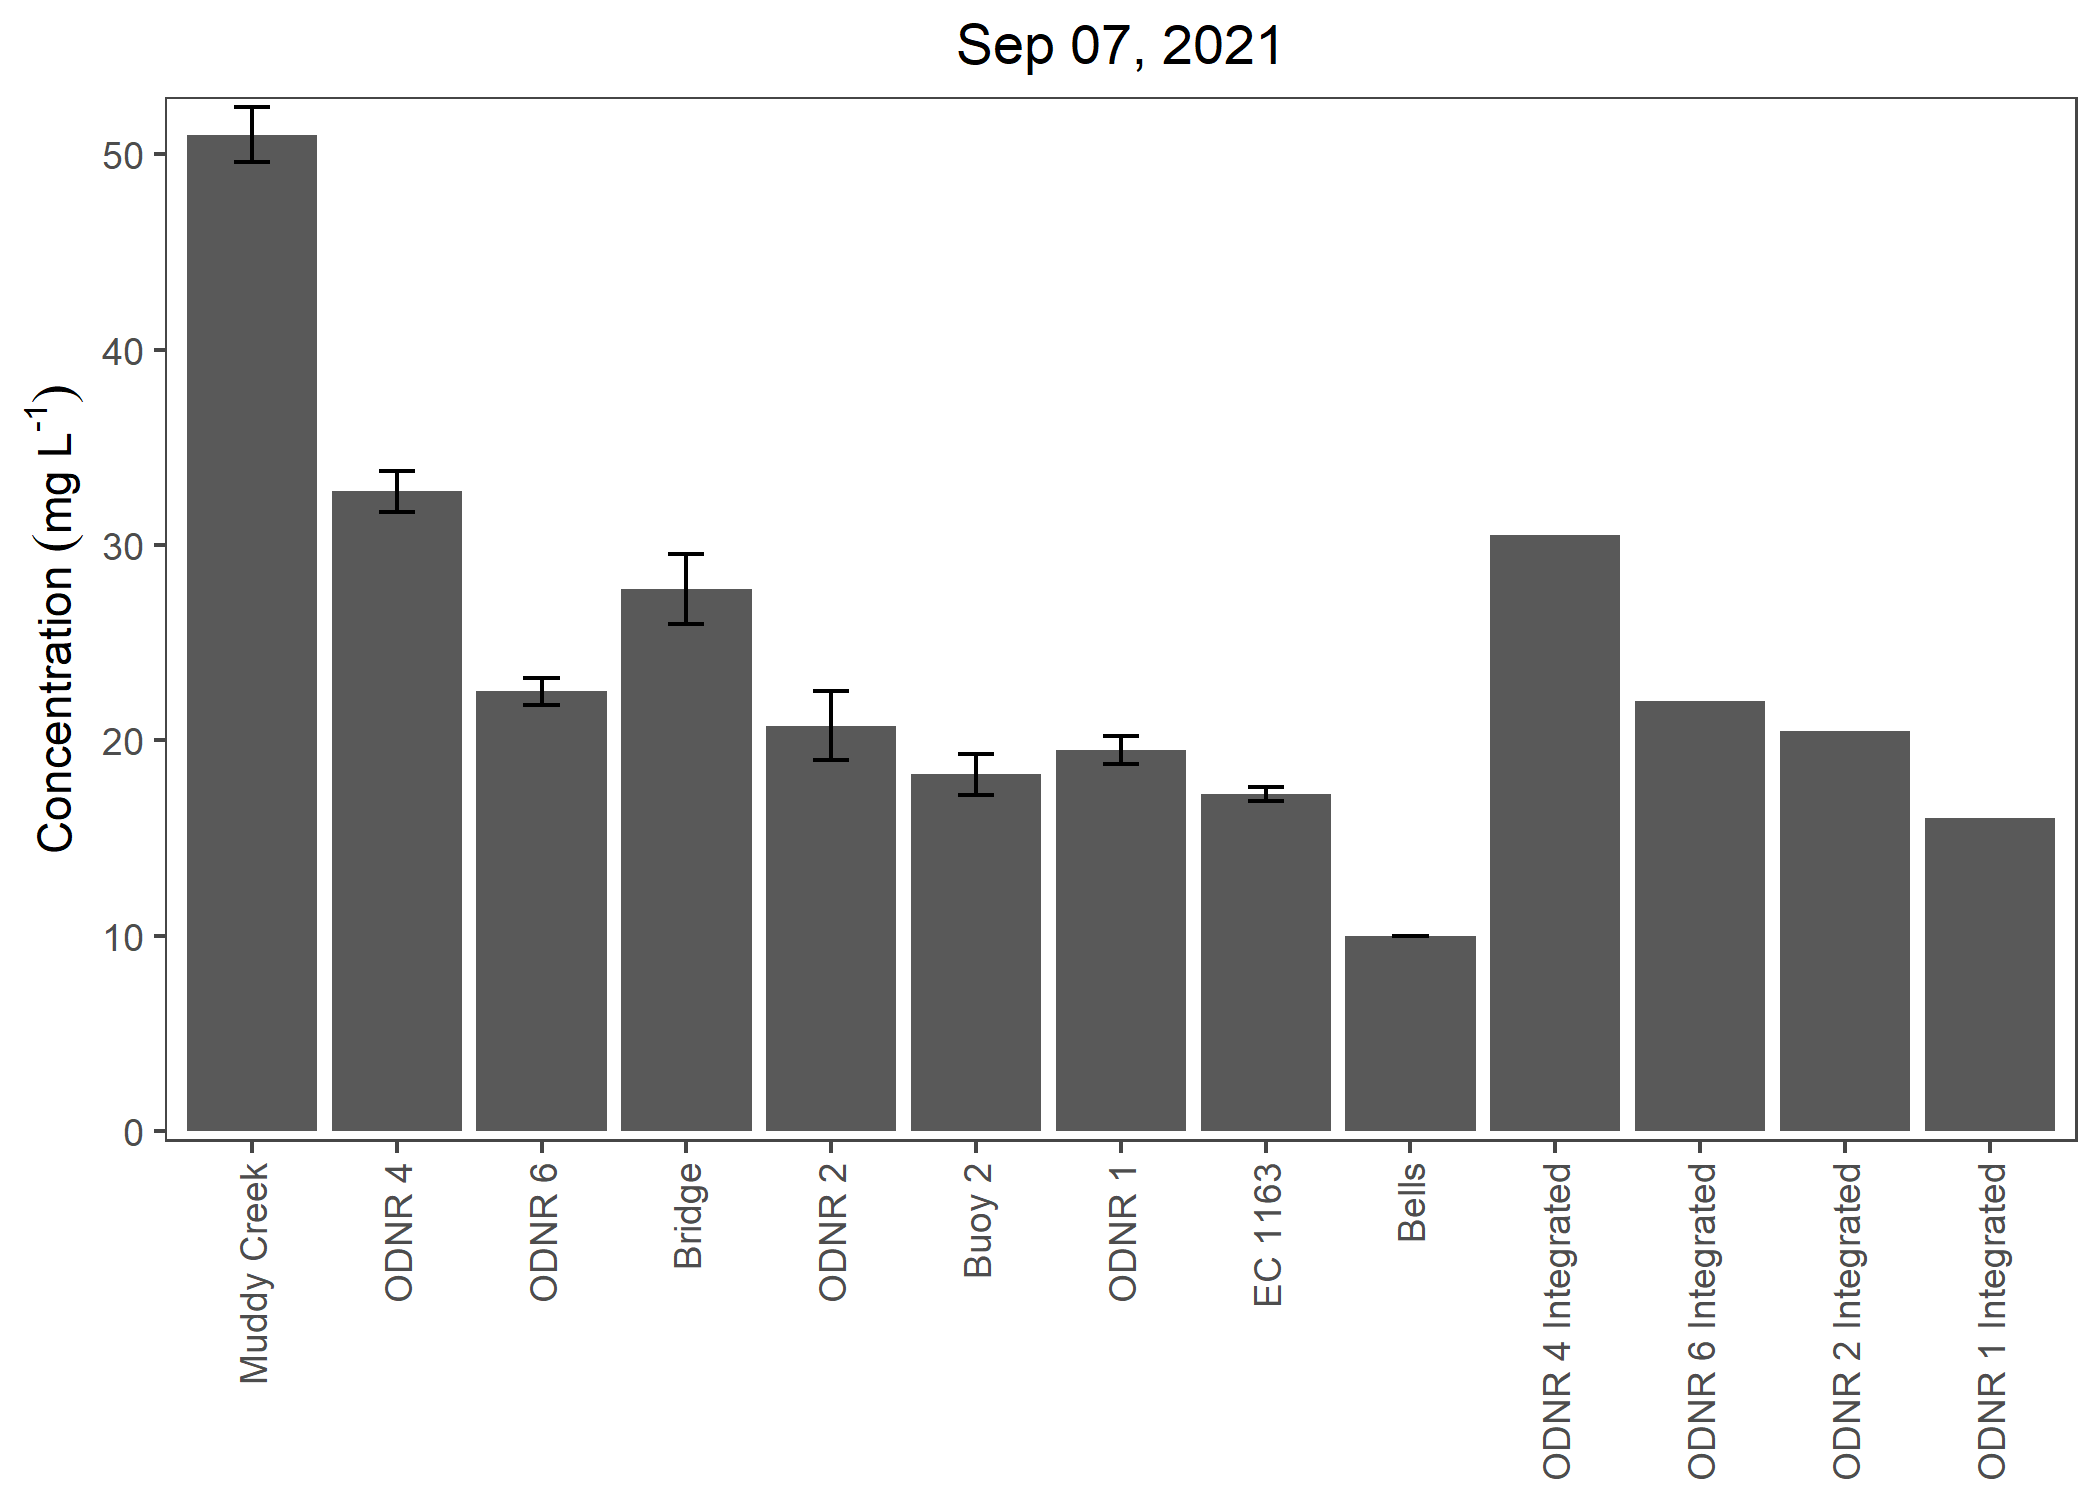 Sep 07, 2021
Concentration (mg L⁻¹)
50
40
30
20
10
0
Muddy Creek
ODNR 4
ODNR 6
Bridge
ODNR 2
Buoy 2
ODNR 1
EC 1163
Bells
ODNR 4 Integrated
ODNR 6 Integrated
ODNR 2 Integrated
ODNR 1 Integrated